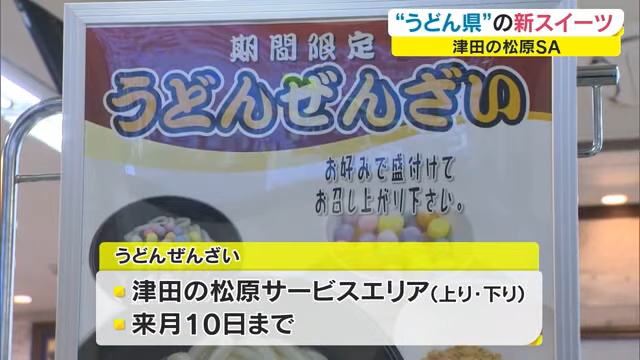 “うどん県”の新スイーツ
津田の松原SA
期間限定
うどんぜんざい
お好みで盛付けて
お召し上がり下さい。
うどんぜんざい
津田の松原サービスエリア(上り・下り)
来月10日まで